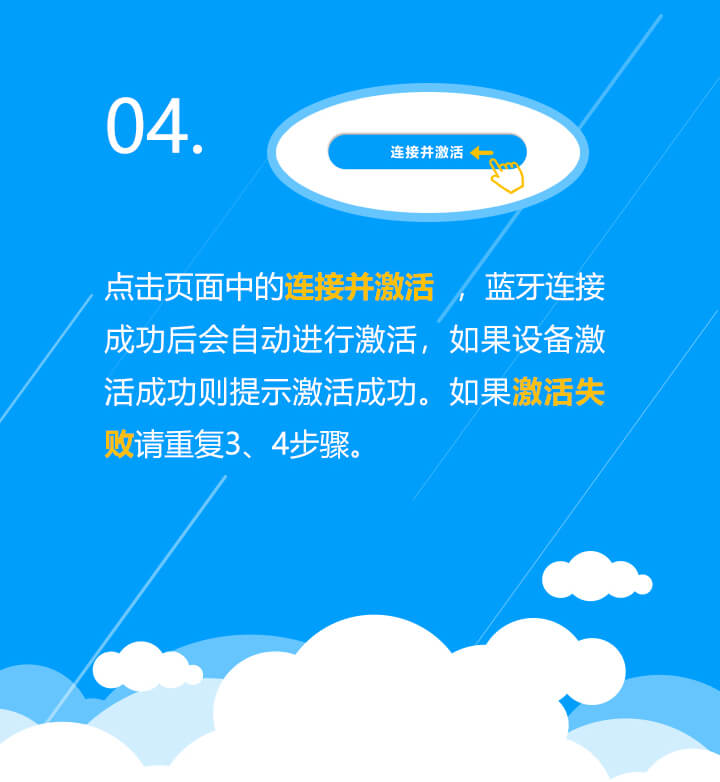 04.
连接并激活
点击页面中的连接并激活 ，蓝牙连接
成功后会自动进行激活，如果设备激
活成功则提示激活成功。如果激活失
败请重复3、4步骤。